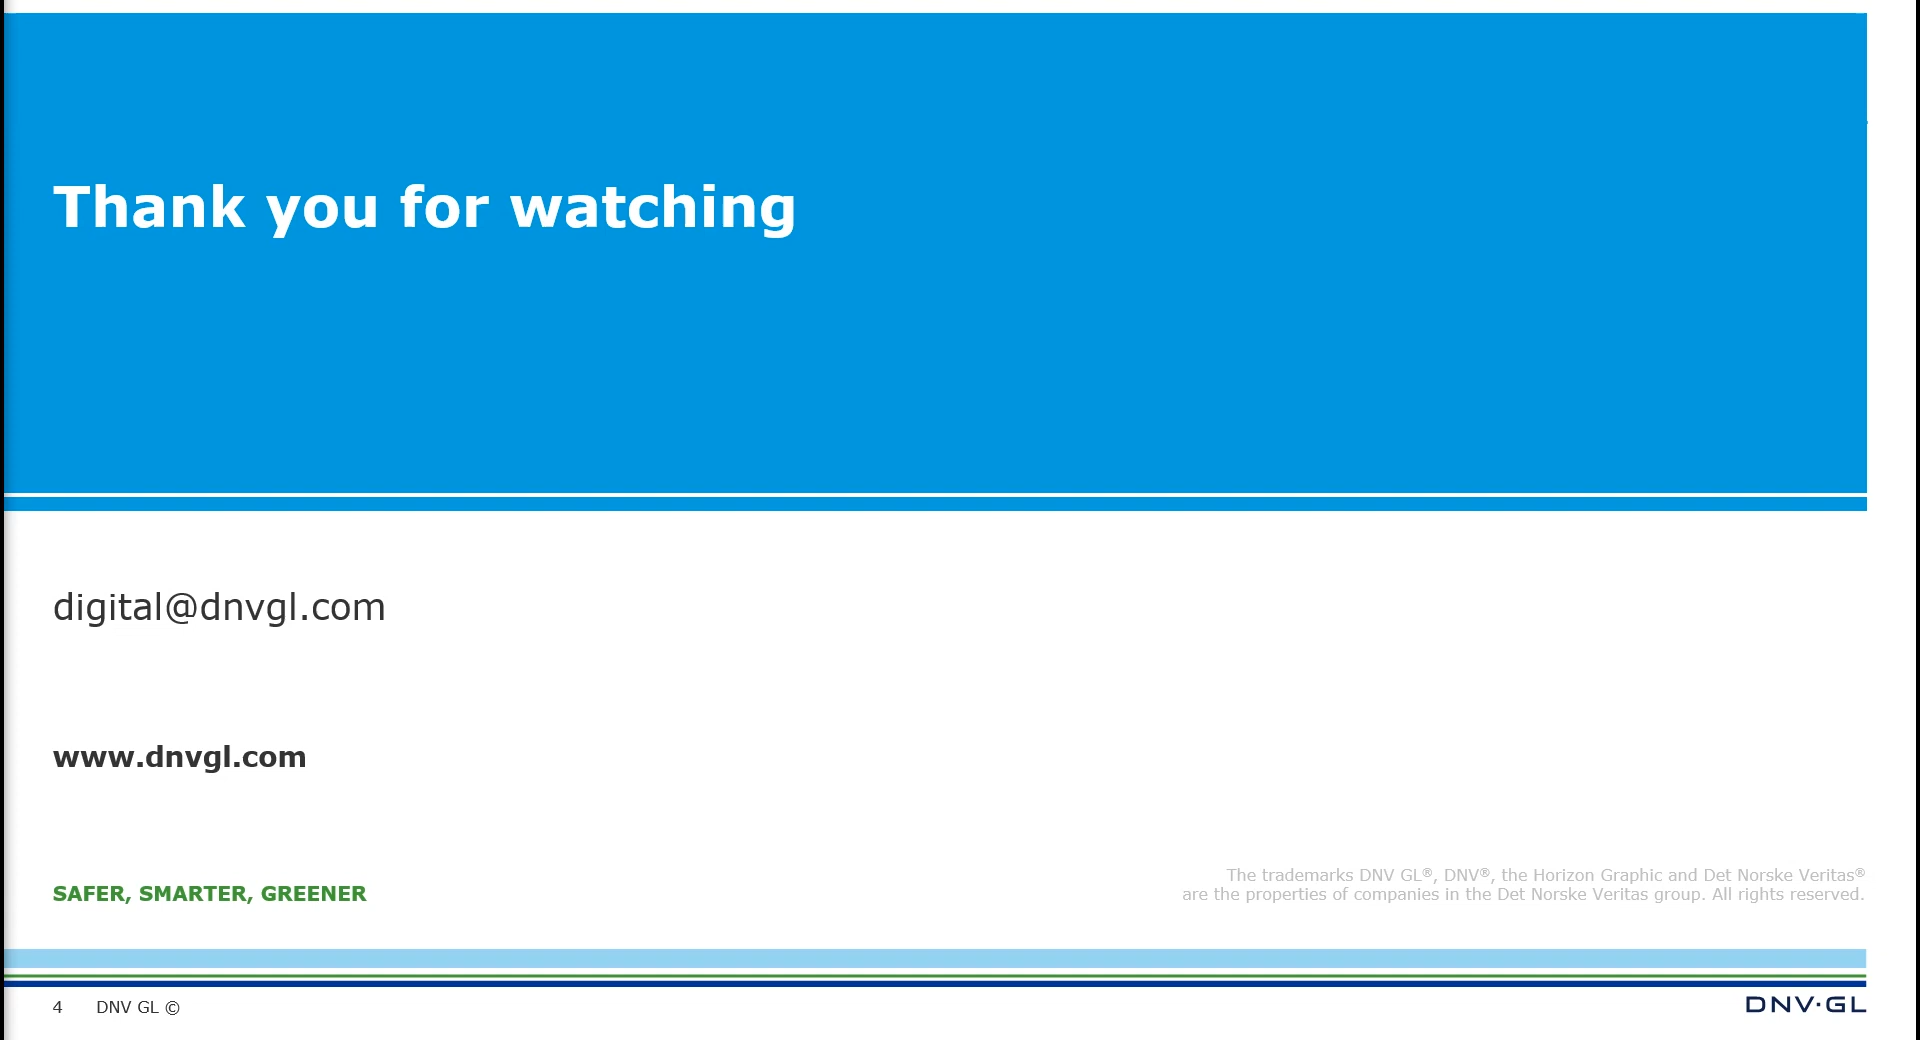 Thank you for watching
digital@dnvgl.com
www.dnvgl.com
SAFER, SMARTER, GREENER
The trademarks DNV GL®, DNV®, the Horizon Graphic and Det Norske Veritas®
are the properties of companies in the Det Norske Veritas group. All rights reserved.
4 DNV GL ©
DNV·GL